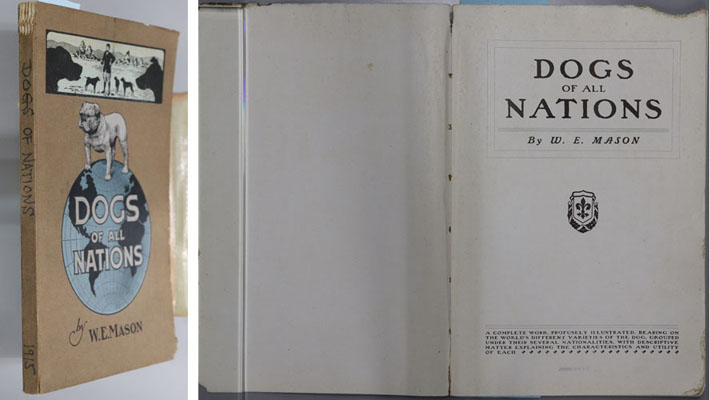 DOGS OF NATIONS
1915
DOGS
OF ALL
NATIONS
by W.E. MASON
DOGS
OF ALL
NATIONS
By W. E. MASON
A COMPLETE WORK, PROFUSELY ILLUSTRATED, BEARING ON
THE WORLD'S DIFFERENT VARIETIES OF THE DOG, GROUPED
UNDER THEIR SEVERAL NATIONALITIES, WITH DESCRIPTIVE
MATTER EXPLAINING THE CHARACTERISTICS AND UTILITY
OF EACH